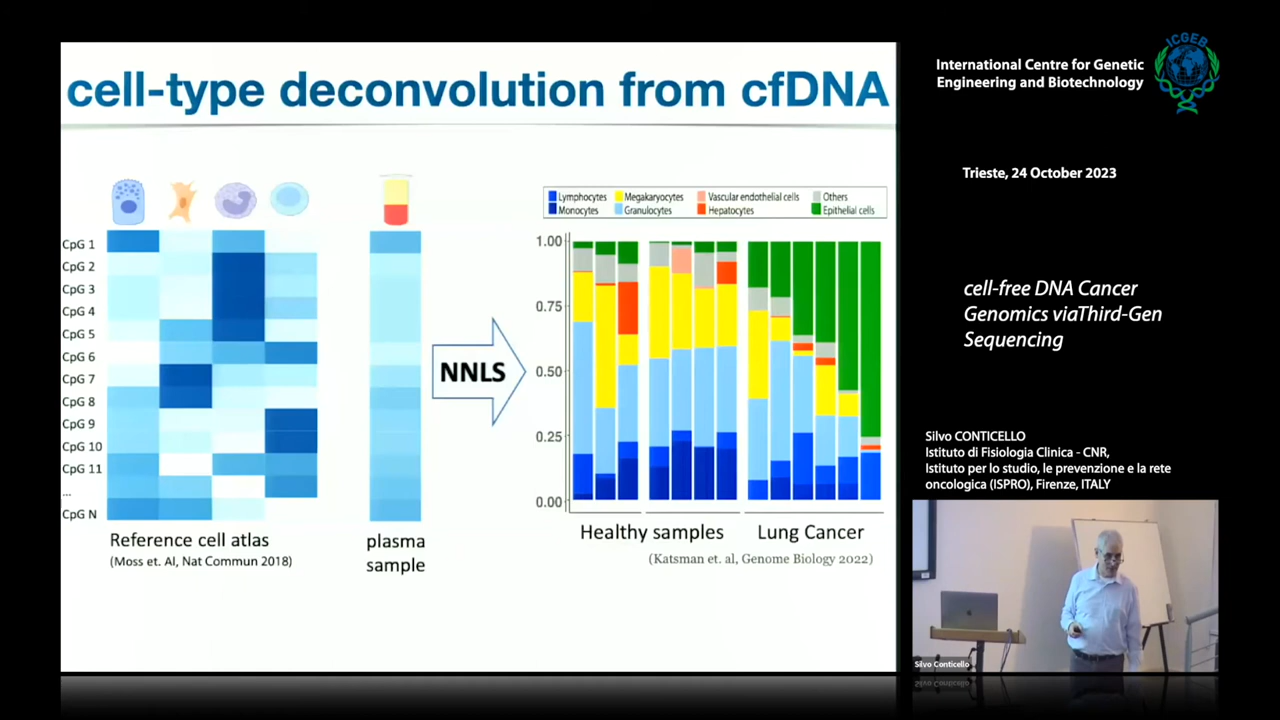 cell-type deconvolution from cfDNA
CpG 1
CpG 2
CpG 3
CpG 4
CpG 5
CpG 6
CpG 7
CpG 8
CpG 9
CpG 10
CpG 11
...
CpG N
Reference cell atlas
(Moss et. Al, Nat Commun 2018)
plasma
sample
NNLS
Lymphocytes
Megakaryocytes
Vascular endothelial cells
Others
Monocytes
Granulocytes
Hepatocytes
Epithelial cells
1.00
0.75
0.50
0.25
0.00
Healthy samples
Lung Cancer
(Katsman et. al, Genome Biology 2022)
International Centre for Genetic
Engineering and Biotechnology
ICGEB
Trieste, 24 October 2023
cell-free DNA Cancer
Genomics viaThird-Gen
Sequencing
Silvo CONTICELLO
Istituto di Fisiologia Clinica - CNR,
Istituto per lo studio, le prevenzione e la rete
oncologica (ISPRO), Firenze, ITALY
Silvo Conticello